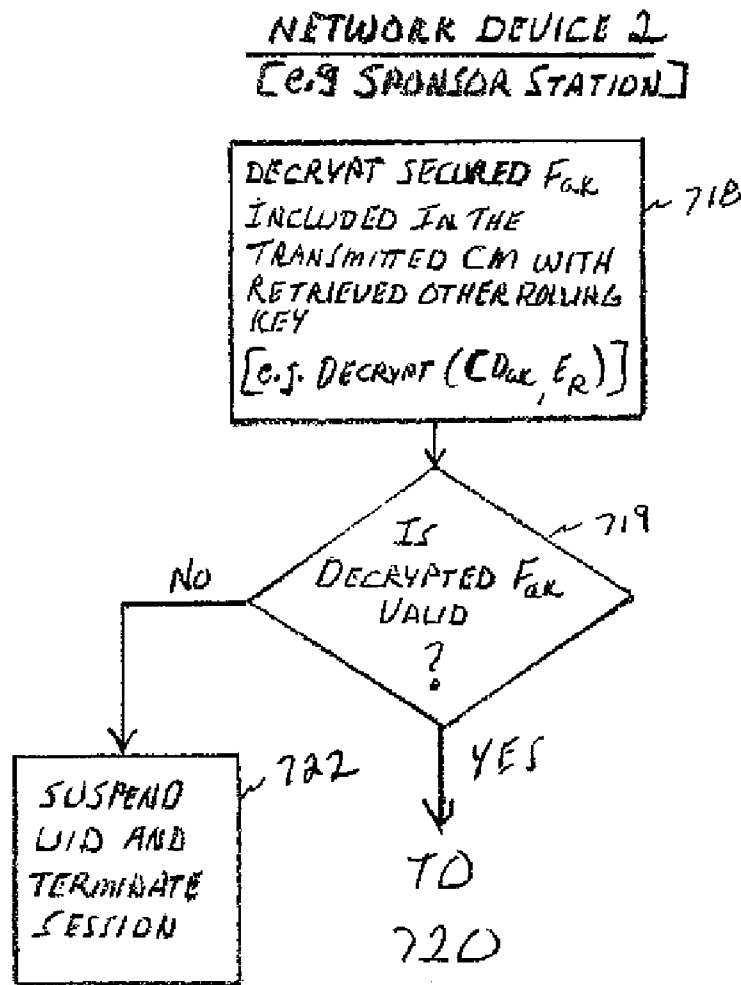 NETWORK DEVICE 2
[e.g SPONSOR STATION]
DECRYPT SECURED Fak
INCLUDED IN THE
TRANSMITTED CM WITH
RETRIEVED OTHER ROLLING
KEY
[e.g. DECRYPT (CDak, ER)]
718
IS
DECRYPTED Fak
VALID
?
719
NO
YES
SUSPEND
UID AND
TERMINATE
SESSION
722
TO
720